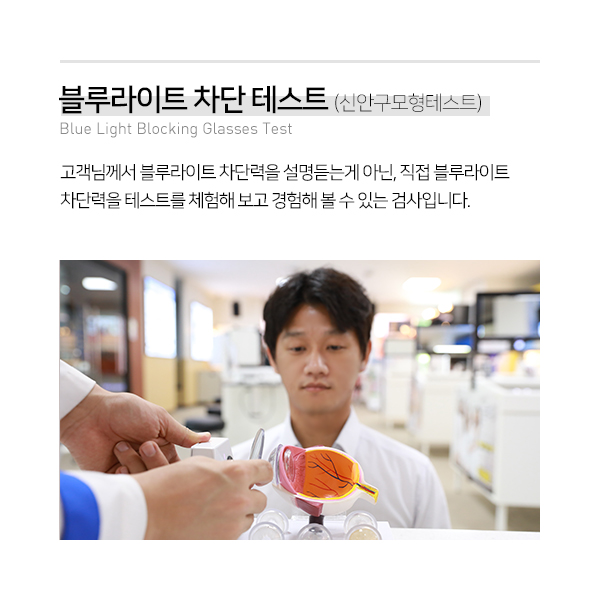 블루라이트 차단 테스트 (신안구모형테스트)
Blue Light Blocking Glasses Test
고객님께서 블루라이트 차단력을 설명듣는게 아닌, 직접 블루라이트
차단력을 테스트를 체험해 보고 경험해 볼 수 있는 검사입니다.